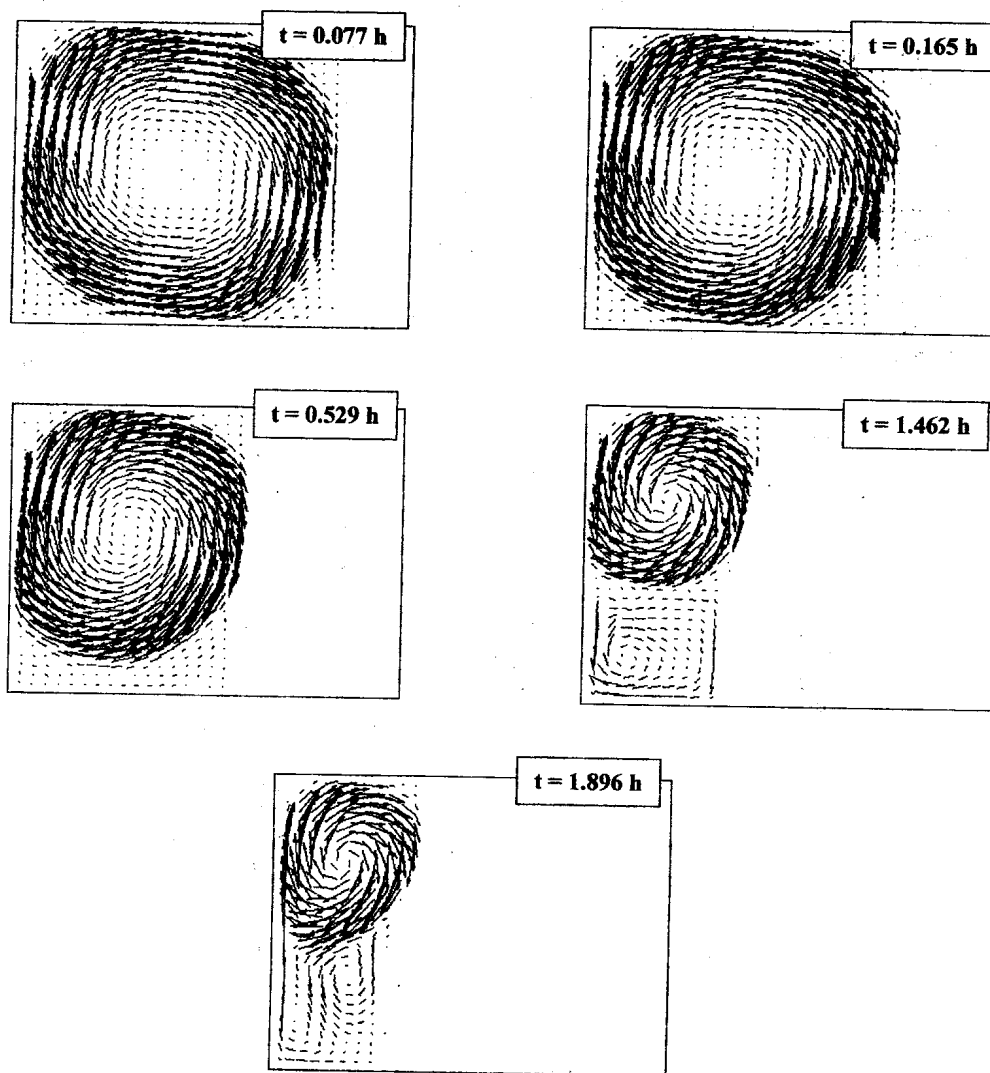 t = 0.077 h
t = 0.165 h
t = 0.529 h
t = 1.462 h
t = 1.896 h